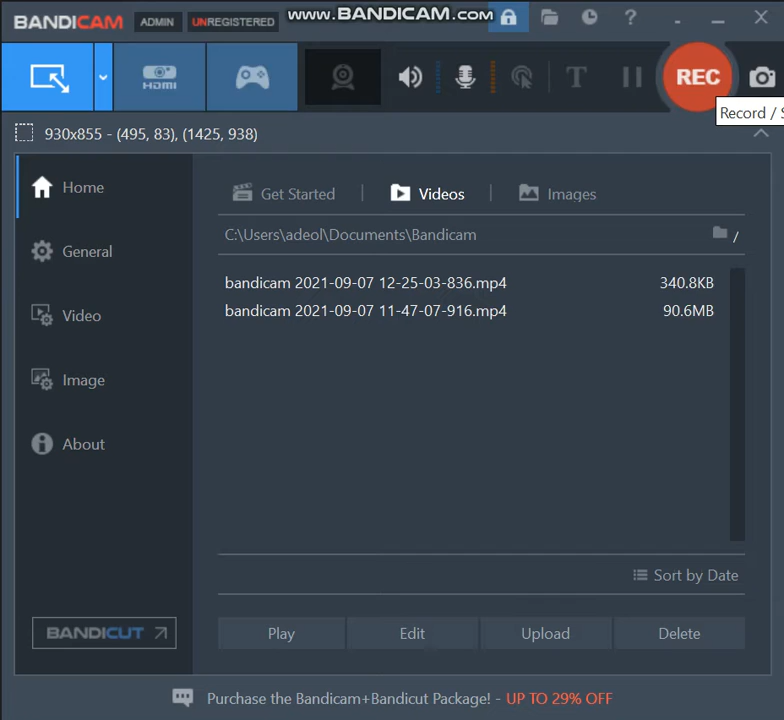 BANDICAM ADMIN UNREGISTERED www.BANDICAM.com ?
HDMI T REC
Record / S
930x855 - (495, 83), (1425, 938)
Home
General
Video
Image
About
BANDICUT
Get Started | Videos | Images
C:\Users\adeol\Documents\Bandicam /
bandicam 2021-09-07 12-25-03-836.mp4 340.8KB
bandicam 2021-09-07 11-47-07-916.mp4 90.6MB
Sort by Date
Play Edit Upload Delete
Purchase the Bandicam+Bandicut Package! - UP TO 29% OFF